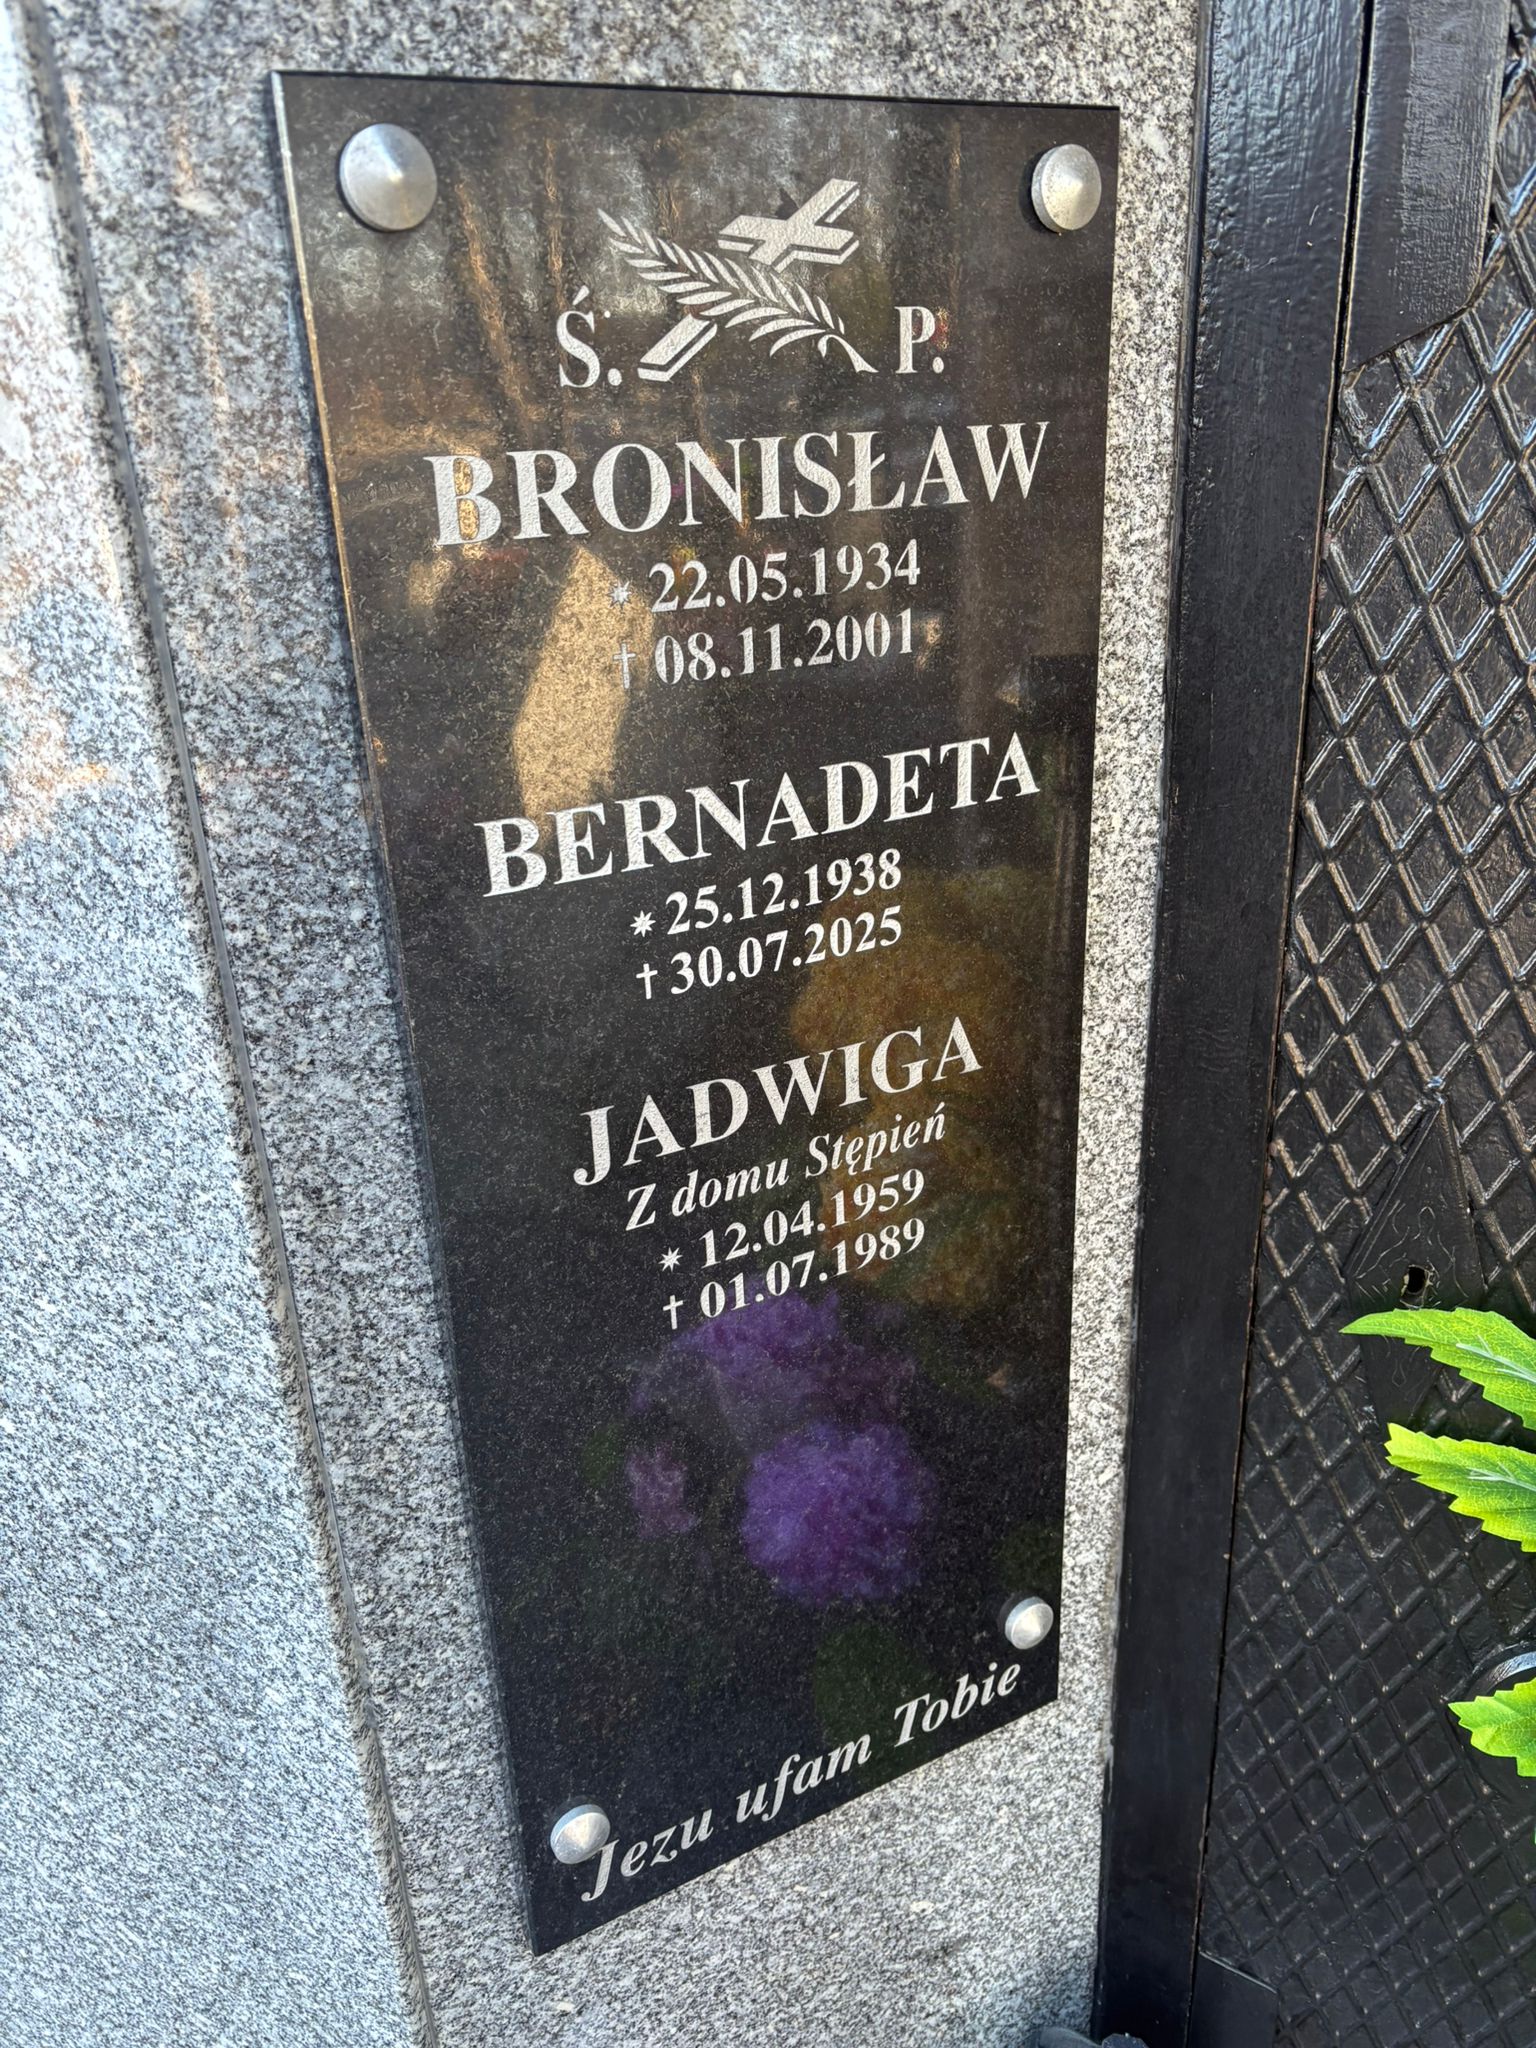 Ś. P.
BRONISŁAW
* 22.05.1934
† 08.11.2001
BERNADETA
* 25.12.1938
† 30.07.2025
JADWIGA
Z domu Stępień
* 12.04.1959
† 01.07.1989
Jezu ufam Tobie